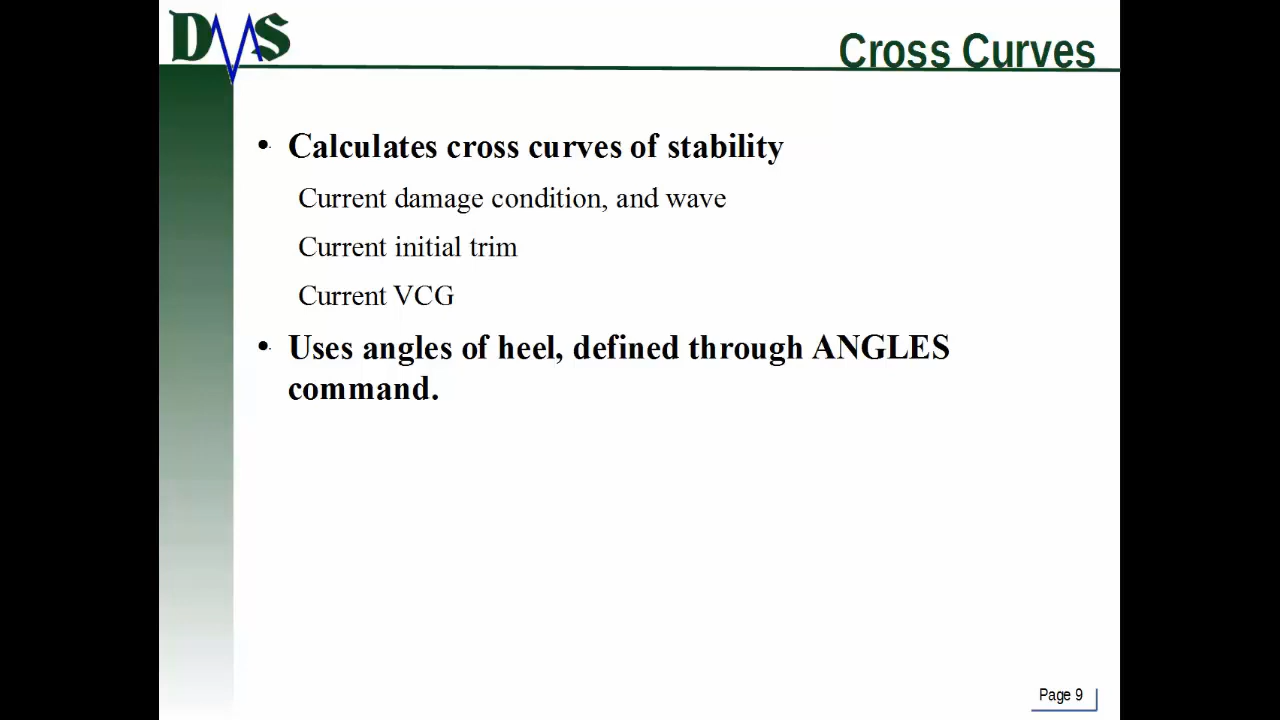 DMS
Cross Curves
• Calculates cross curves of stability
Current damage condition, and wave
Current initial trim
Current VCG
• Uses angles of heel, defined through ANGLES
command.
Page 9